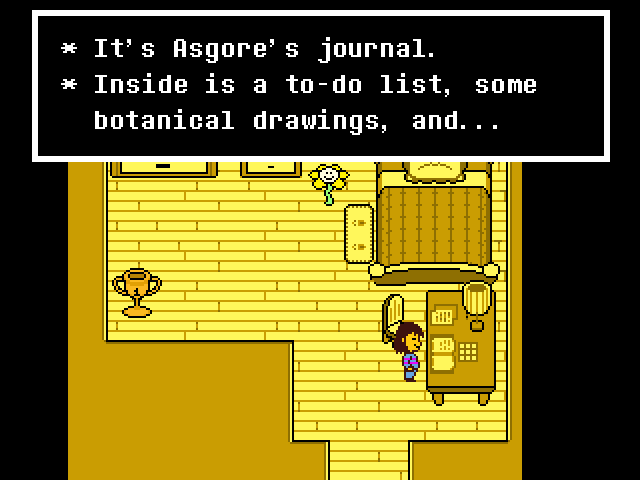 * It's Asgore's journal.
* Inside is a to-do list, some
botanical drawings, and...